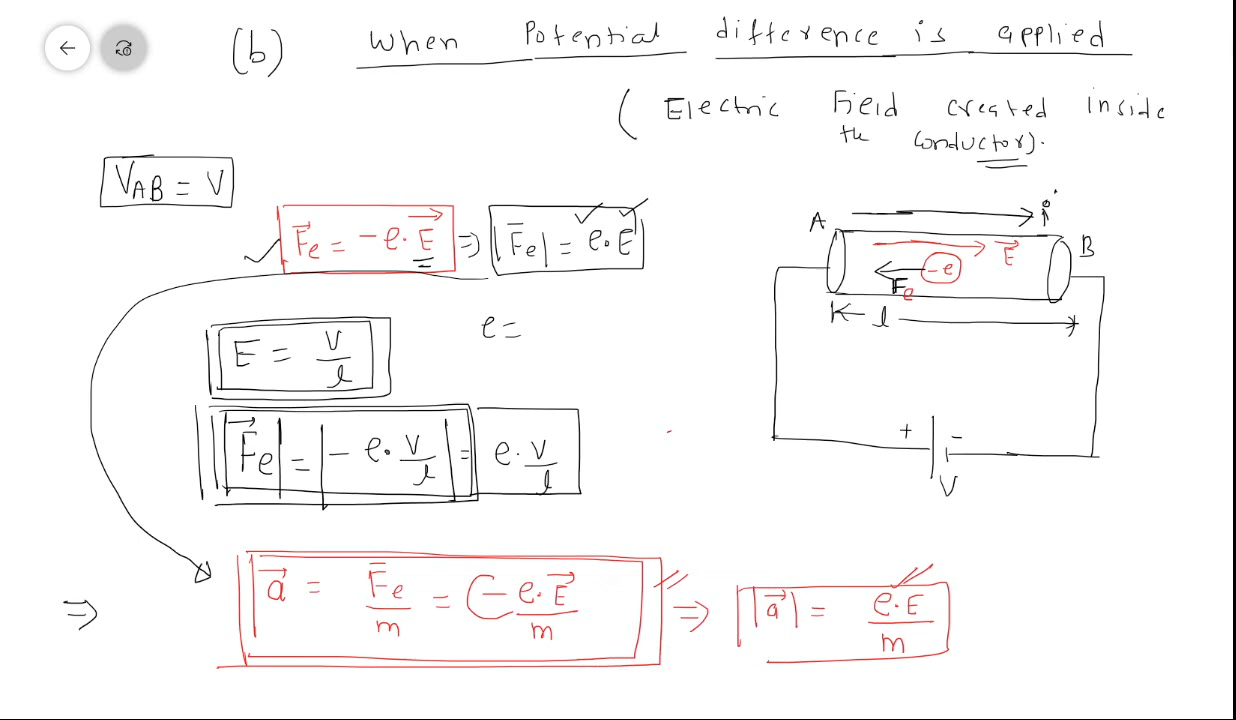 (b) When Potential difference is applied
( Electric Field created inside
the conductor).
V_AB = V
F⃗e = -e·E⃗ ⇒ |F̄e| = e·E
E = V/l
e =
|F⃗e| = |-e·V/l| = e·V/l
⇒ a⃗ = F̄e/m = (-e·E⃗/m ⇒ |a⃗| = e·E/m
A i
B
E⃗
-e
Fe
l
+ -
V